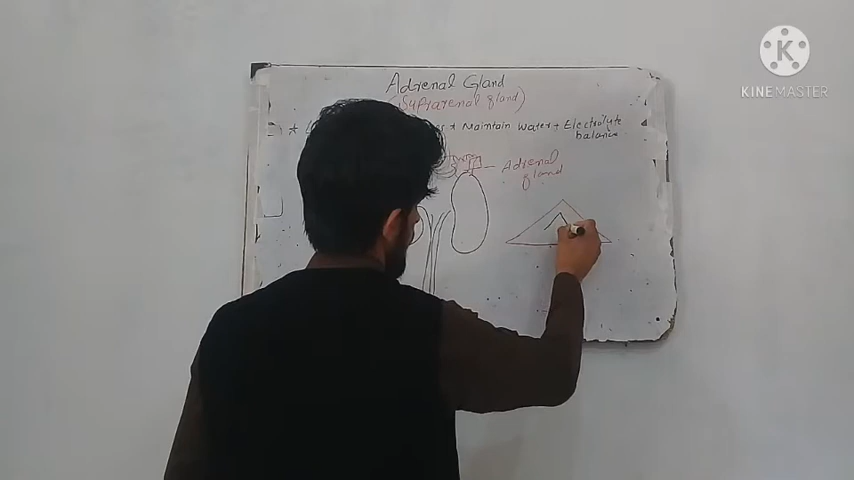 Adrenal Gland
(Suprarenal gland)
* Maintain water + Electrolyte
balance
Adrenal
gland
KINEMASTER